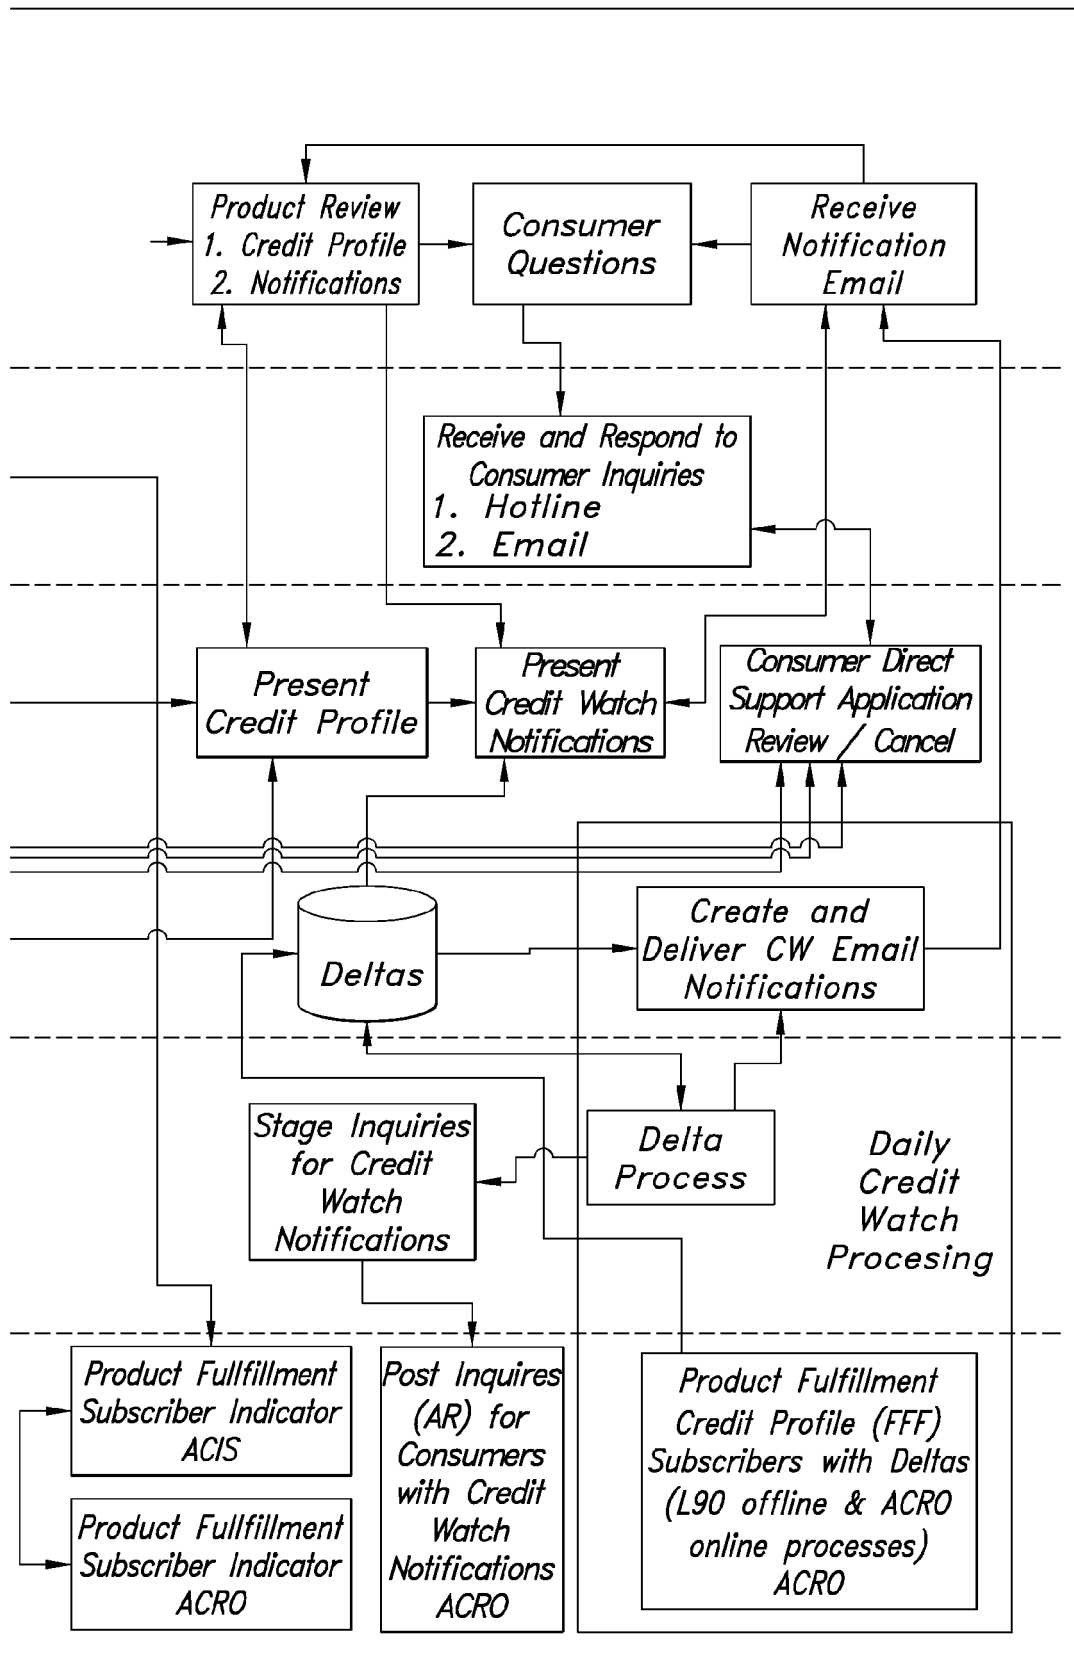 Product Review
1. Credit Profile
2. Notifications
Consumer
Questions
Receive
Notification
Email
Receive and Respond to
Consumer Inquiries
1. Hotline
2. Email
Present
Credit Profile
Present
Credit Watch
Notifications
Consumer Direct
Support Application
Review / Cancel
Deltas
Create and
Deliver CW Email
Notifications
Stage Inquiries
for Credit
Watch
Notifications
Delta
Process
Daily
Credit
Watch
Procesing
Product Fullfillment
Subscriber Indicator
ACIS
Product Fullfillment
Subscriber Indicator
ACRO
Post Inquires
(AR) for
Consumers
with Credit
Watch
Notifications
ACRO
Product Fulfillment
Credit Profile (FFF)
Subscribers with Deltas
(L90 offline & ACRO
online processes)
ACRO